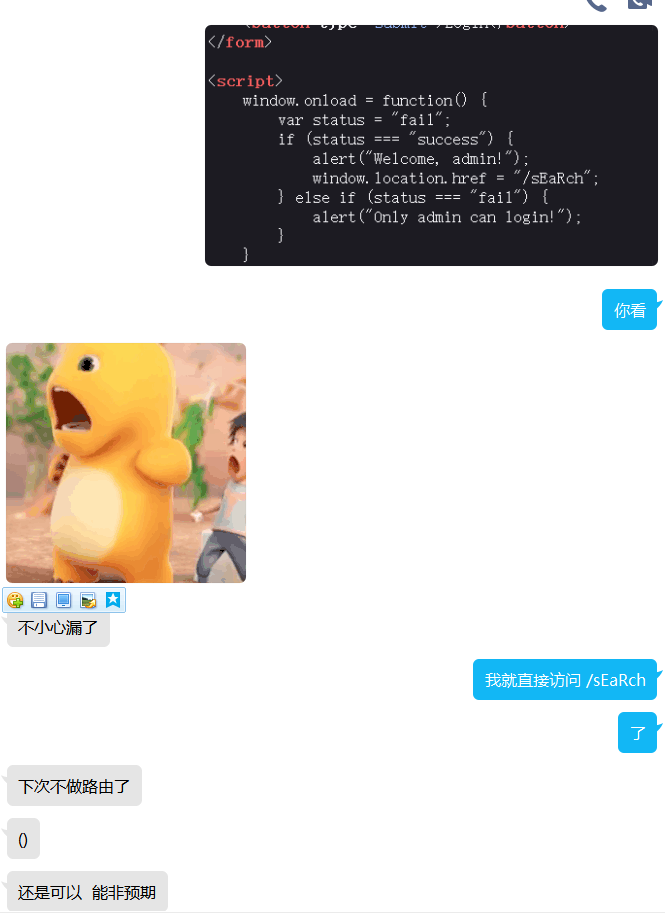 </form>
<script>
window.onload = function() {
var status = "fail";
if (status === "success") {
alert("Welcome, admin!");
window.location.href = "/sEaRch";
} else if (status === "fail") {
alert("Only admin can login!");
}
}
你看
不小心漏了
我就直接访问 /sEaRch
了
下次不做路由了
()
还是可以 能非预期